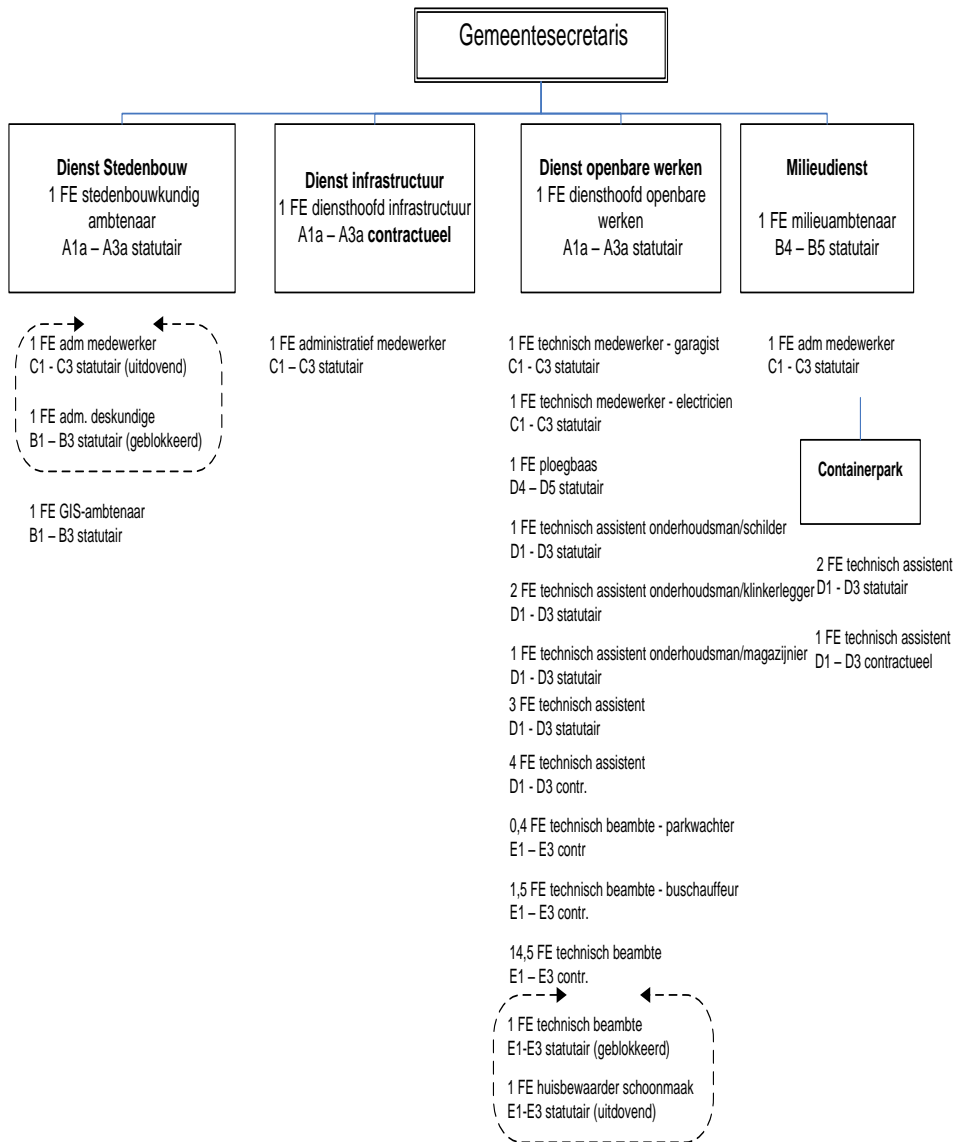 Gemeentesecretaris
Dienst Stedenbouw
1 FE stedenbouwkundig
ambtenaar
A1a – A3a statutair
1 FE adm medewerker
C1 - C3 statutair (uitdovend)
1 FE adm. deskundige
B1 – B3 statutair (geblokkeerd)
1 FE GIS-ambtenaar
B1 – B3 statutair
Dienst infrastructuur
1 FE diensthoofd infrastructuur
A1a – A3a contractueel
1 FE administratief medewerker
C1 – C3 statutair
Dienst openbare werken
1 FE diensthoofd openbare
werken
A1a – A3a statutair
1 FE technisch medewerker - garagist
C1 - C3 statutair
1 FE technisch medewerker - electricien
C1 - C3 statutair
1 FE ploegbaas
D4 – D5 statutair
1 FE technisch assistent onderhoudsman/schilder
D1 - D3 statutair
2 FE technisch assistent onderhoudsman/klinkerlegger
D1 - D3 statutair
1 FE technisch assistent onderhoudsman/magazijnier
D1 - D3 statutair
3 FE technisch assistent
D1 - D3 statutair
4 FE technisch assistent
D1 - D3 contr.
0,4 FE technisch beambte - parkwachter
E1 – E3 contr
1,5 FE technisch beambte - buschauffeur
E1 – E3 contr.
14,5 FE technisch beambte
E1 – E3 contr.
1 FE technisch beambte
E1-E3 statutair (geblokkeerd)
1 FE huisbewaarder schoonmaak
E1-E3 statutair (uitdovend)
Milieudienst
1 FE milieuambtenaar
B4 – B5 statutair
1 FE adm medewerker
C1 - C3 statutair
Containerpark
2 FE technisch assistent
D1 - D3 statutair
1 FE technisch assistent
D1 – D3 contractueel